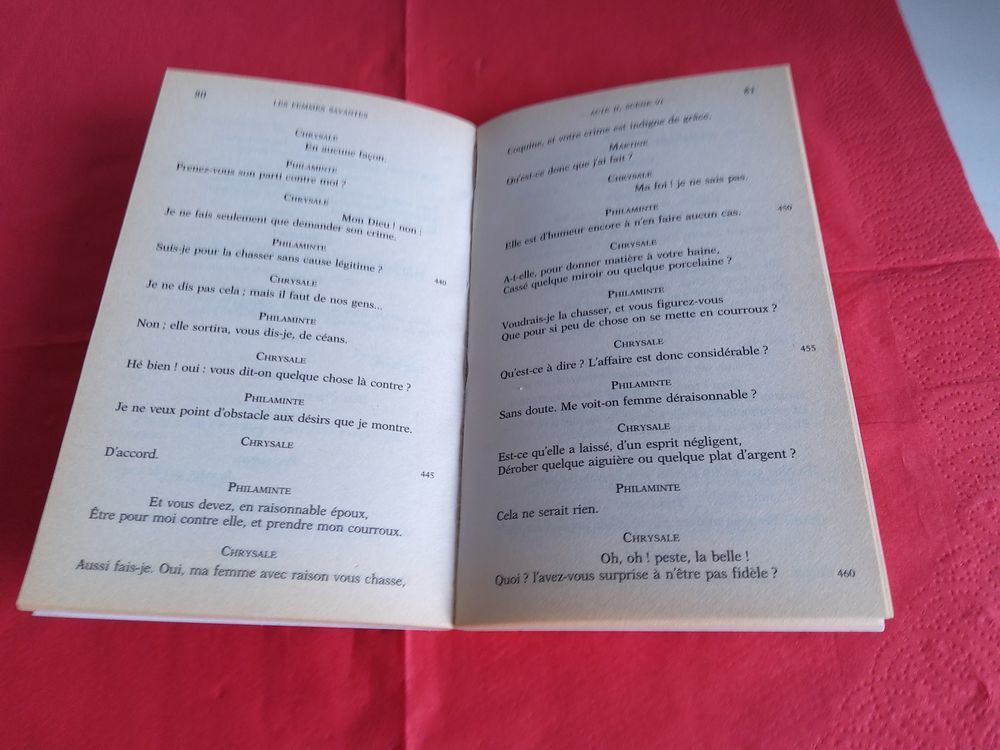 80
LES FEMMES SAVANTES
CHRYSALE
En aucune façon.
PHILAMINTE
Prenez-vous son parti contre moi ?
CHRYSALE
Mon Dieu ! non ;
Je ne fais seulement que demander son crime.
PHILAMINTE
Suis-je pour la chasser sans cause légitime ? 440
CHRYSALE
Je ne dis pas cela ; mais il faut de nos gens...
PHILAMINTE
Non ; elle sortira, vous dis-je, de céans.
CHRYSALE
Hé bien ! oui : vous dit-on quelque chose là contre ?
PHILAMINTE
Je ne veux point d'obstacle aux désirs que je montre.
CHRYSALE
D'accord.
445
PHILAMINTE
Et vous devez, en raisonnable époux,
Être pour moi contre elle, et prendre mon courroux.
CHRYSALE
Aussi fais-je. Oui, ma femme avec raison vous chasse,
ACTE II, SCÈNE VI
81
Coquine, et votre crime est indigne de grâce.
MARTINE
Qu'est-ce donc que j'ai fait ?
CHRYSALE
Ma foi ! je ne sais pas.
PHILAMINTE
450
Elle est d'humeur encore à n'en faire aucun cas.
CHRYSALE
A-t-elle, pour donner matière à votre haine,
Cassé quelque miroir ou quelque porcelaine ?
PHILAMINTE
Voudrais-je la chasser, et vous figurez-vous
Que pour si peu de chose on se mette en courroux ?
CHRYSALE
Qu'est-ce à dire ? L'affaire est donc considérable ? 455
PHILAMINTE
Sans doute. Me voit-on femme déraisonnable ?
CHRYSALE
Est-ce qu'elle a laissé, d'un esprit négligent,
Dérober quelque aiguière ou quelque plat d'argent ?
PHILAMINTE
Cela ne serait rien.
CHRYSALE
Oh, oh ! peste, la belle !
Quoi ? l'avez-vous surprise à n'être pas fidèle ? 460